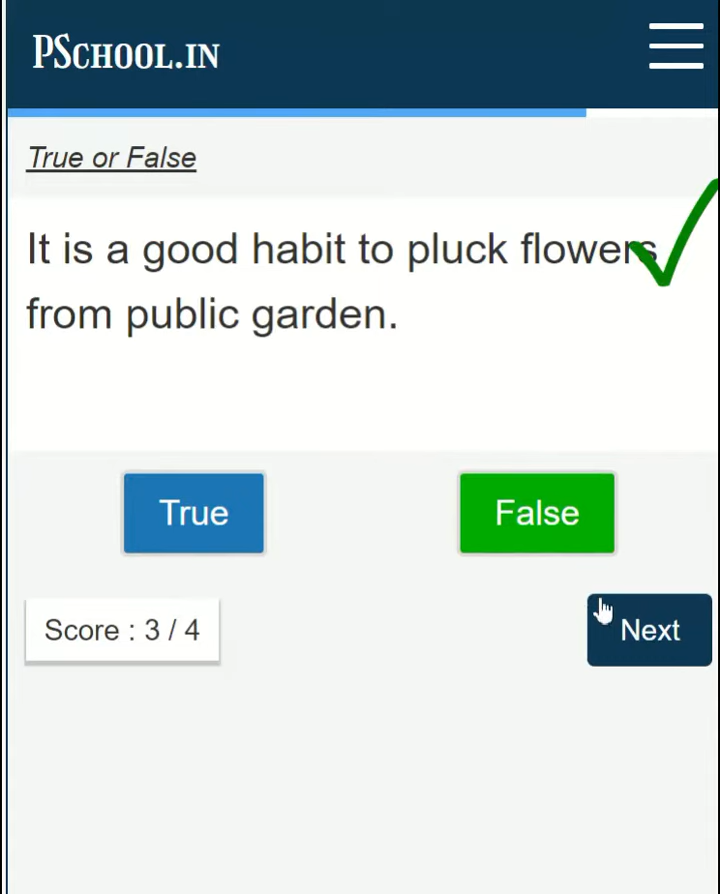 PSCHOOL.IN
True or False
It is a good habit to pluck flowers
from public garden.
True
False
Score : 3 / 4
Next